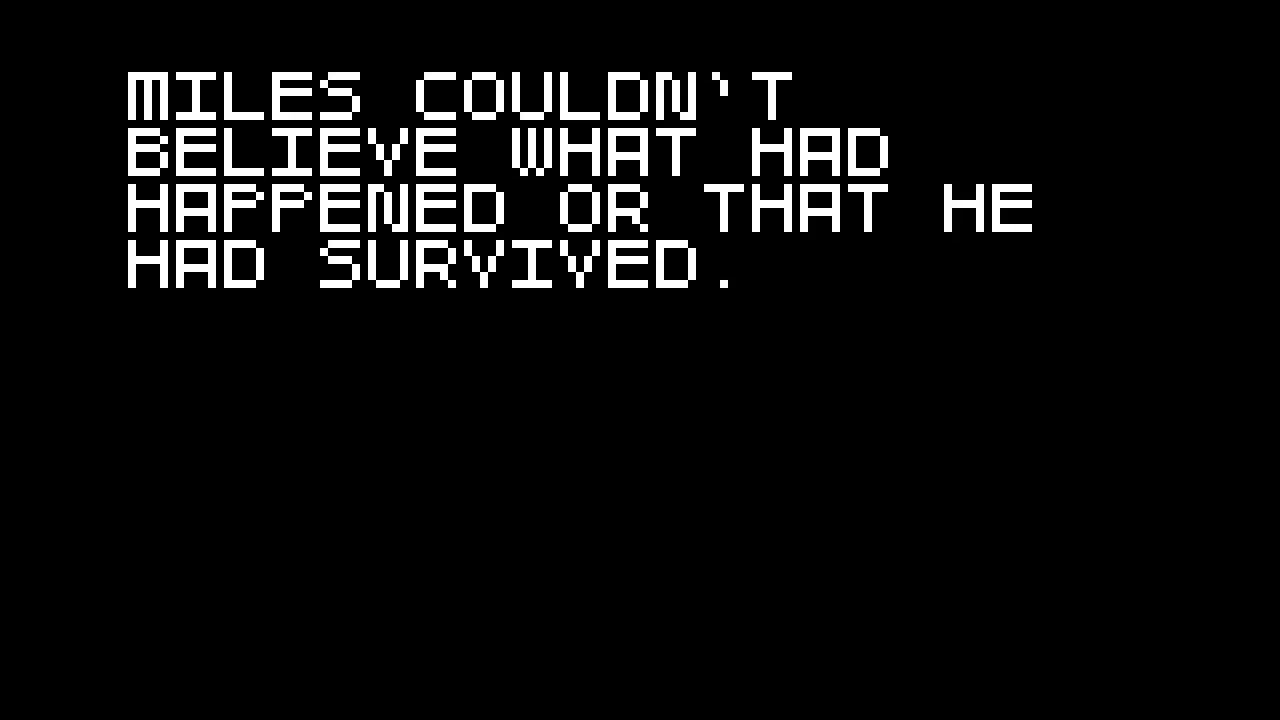 MILES COULDN'T
BELIEVE WHAT HAD
HAPPENED OR THAT HE
HAD SURVIVED.